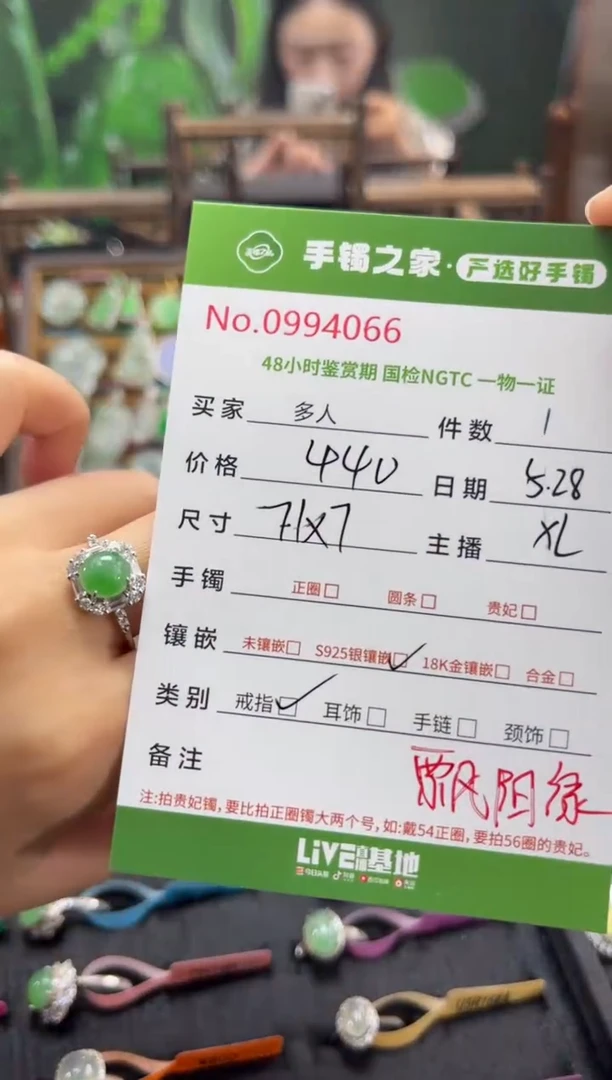 手镯之家·严选好手镯
No.0994066
48小时鉴赏期 国检NGTC 一物一证
买家 多人 件数 1
价格 440 日期 5.28
尺寸 71X7 主播 XL
手镯 正圈□ 圆条□ 贵妃□
镶嵌 未镶嵌□ S925银镶嵌☑ 18K金镶嵌□ 合金□
类别 戒指☑ 耳饰□ 手链□ 颈饰□
备注 飘阳绿
注:拍贵妃镯,要比拍正圈镯大两个号,如:戴54正圈,要拍56圈的贵妃。
LiVE直播基地